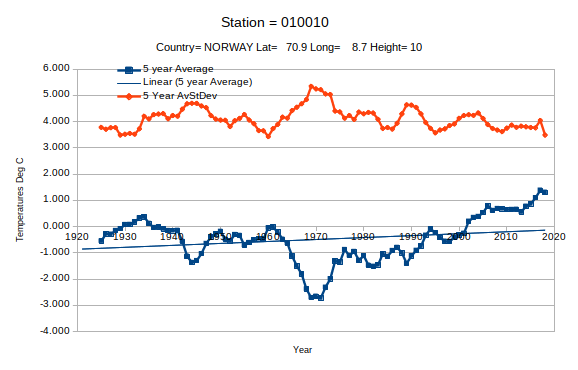 Station = 010010
Country= NORWAY Lat= 70.9 Long= 8.7 Height= 10
6.000
5 year Average
Linear (5 year Average)
5.000
5 Year AvStDev
4.000
3.000
2.000
1.000
0.000
1920 1930 1940 1950 1960 1970 1980 1990 2000 2010 2020
-1.000
-2.000
-3.000
-4.000
Temperatures Deg C
Year